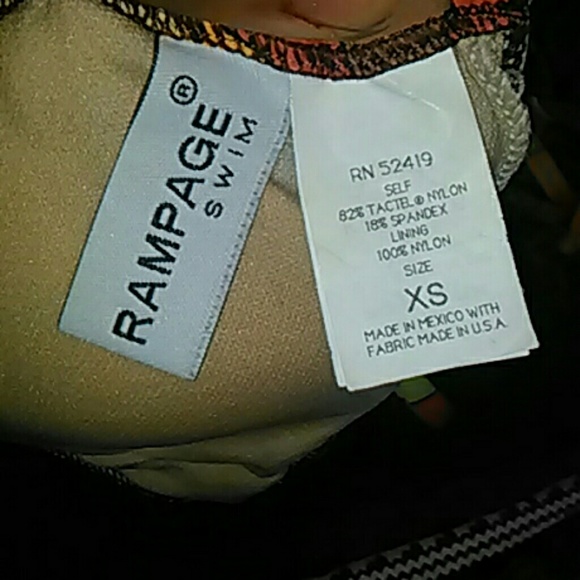 RAMPAGE®
SWIM
RN 52419
SELF
82% TACTEL® NYLON
18% SPANDEX
LINING
100% NYLON
SIZE
XS
MADE IN MEXICO WITH
FABRIC MADE IN U.S.A.